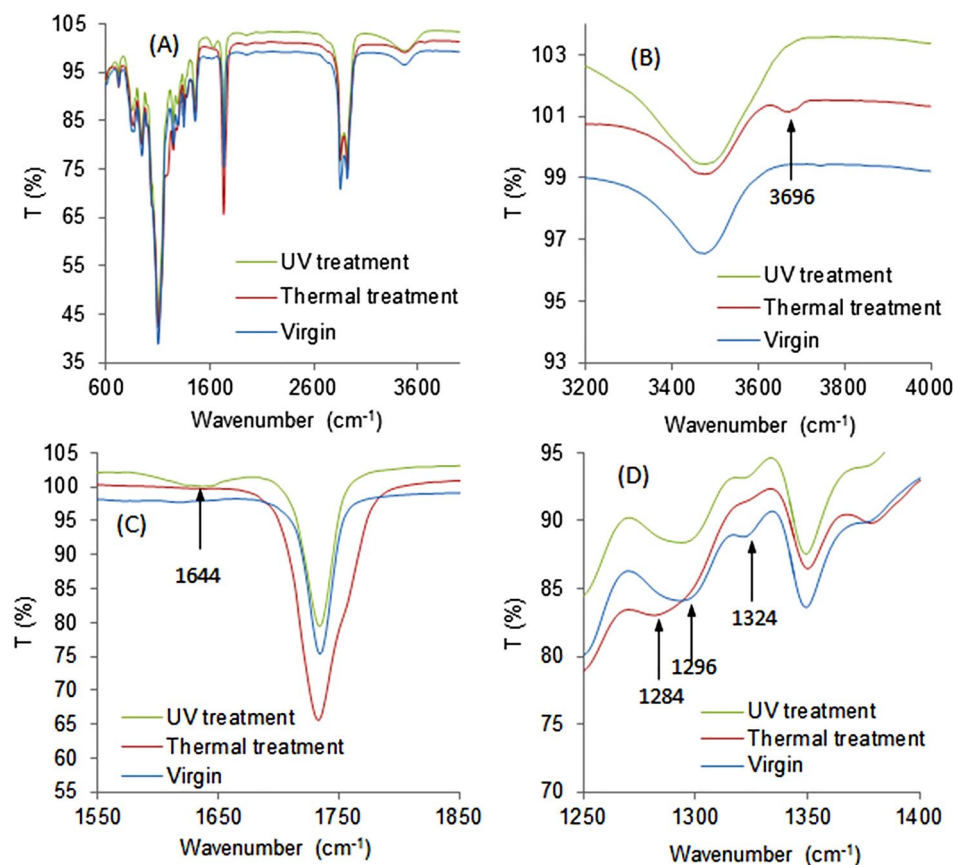 (A)
T (%)
105
95
85
75
65
55
45
35
UV treatment
Thermal treatment
Virgin
600 1600 2600 3600
Wavenumber (cm⁻¹)
(B)
T (%)
103
101
99
97
95
93
3696
UV treatment
Thermal treatment
Virgin
3200 3400 3600 3800 4000
Wavenumber (cm⁻¹)
(C)
T (%)
105
100
95
90
85
80
75
70
65
60
55
1644
UV treatment
Thermal treatment
Virgin
1550 1650 1750 1850
Wavenumber (cm⁻¹)
(D)
T (%)
95
90
85
80
75
70
1324
1296
1284
UV treatment
Thermal treatment
Virgin
1250 1300 1350 1400
Wavenumber (cm⁻¹)